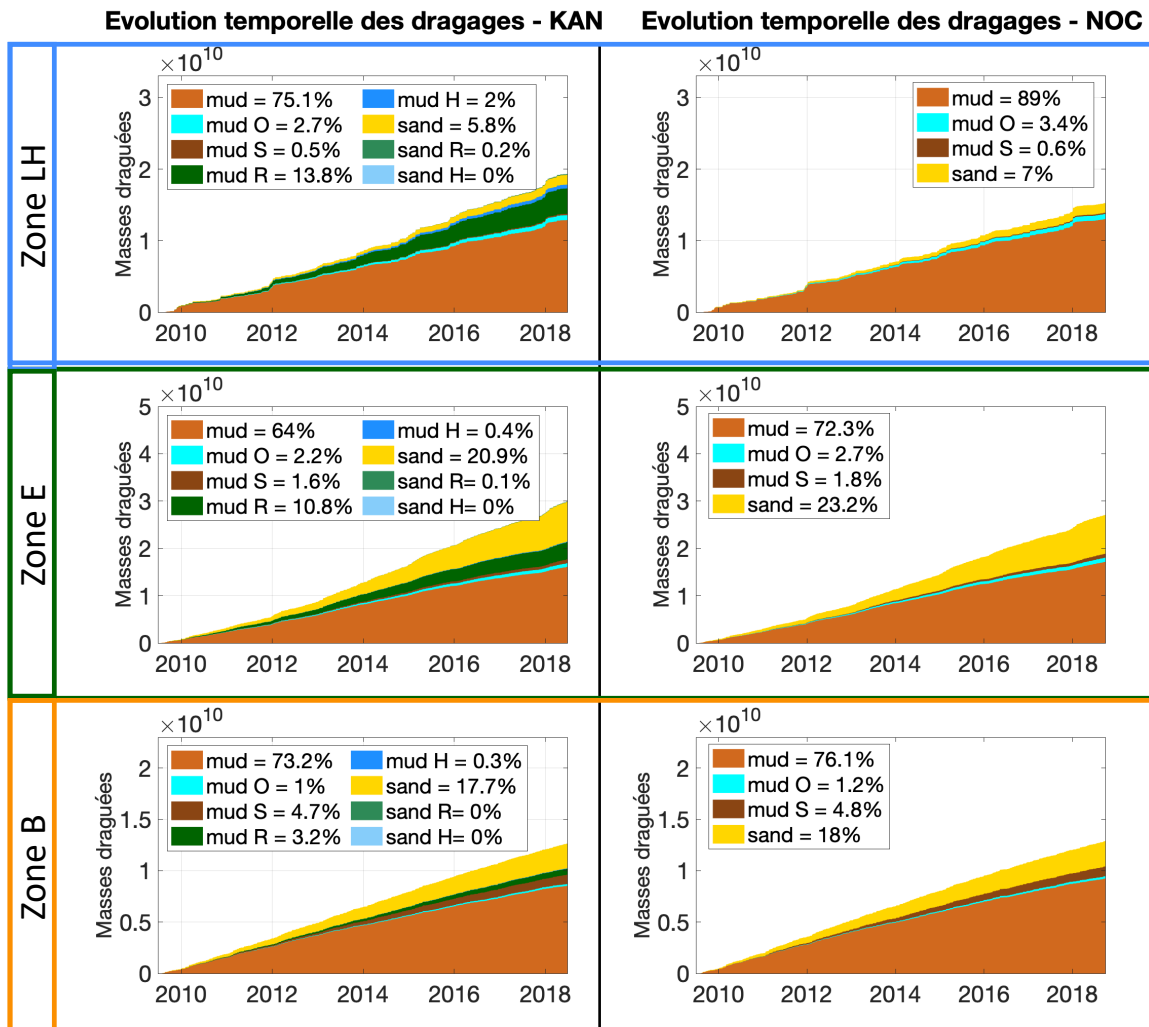 Evolution temporelle des dragages - KAN
Evolution temporelle des dragages - NOC
Zone LH
×10^10
Masses draguées
3
2
1
0
mud = 75.1%
mud O = 2.7%
mud S = 0.5%
mud R = 13.8%
mud H = 2%
sand = 5.8%
sand R= 0.2%
sand H= 0%
2010 2012 2014 2016 2018
×10^10
Masses draguées
3
2
1
0
mud = 89%
mud O = 3.4%
mud S = 0.6%
sand = 7%
2010 2012 2014 2016 2018
Zone E
×10^10
Masses draguées
5
4
3
2
1
0
mud = 64%
mud O = 2.2%
mud S = 1.6%
mud R = 10.8%
mud H = 0.4%
sand = 20.9%
sand R= 0.1%
sand H= 0%
2010 2012 2014 2016 2018
×10^10
Masses draguées
5
4
3
2
1
0
mud = 72.3%
mud O = 2.7%
mud S = 1.8%
sand = 23.2%
2010 2012 2014 2016 2018
Zone B
×10^10
Masses draguées
2
1.5
1
0.5
0
mud = 73.2%
mud O = 1%
mud S = 4.7%
mud R = 3.2%
mud H = 0.3%
sand = 17.7%
sand R= 0%
sand H= 0%
2010 2012 2014 2016 2018
×10^10
Masses draguées
2
1.5
1
0.5
0
mud = 76.1%
mud O = 1.2%
mud S = 4.8%
sand = 18%
2010 2012 2014 2016 2018